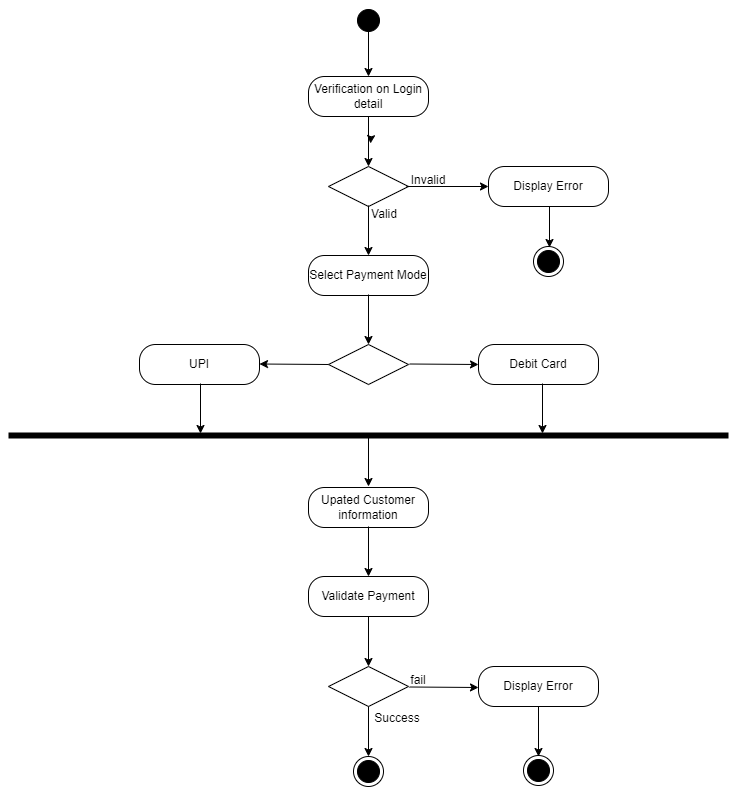 Verification on Login
detail
Invalid
Display Error
Valid
Select Payment Mode
UPI
Debit Card
Upated Customer
information
Validate Payment
fail
Display Error
Success